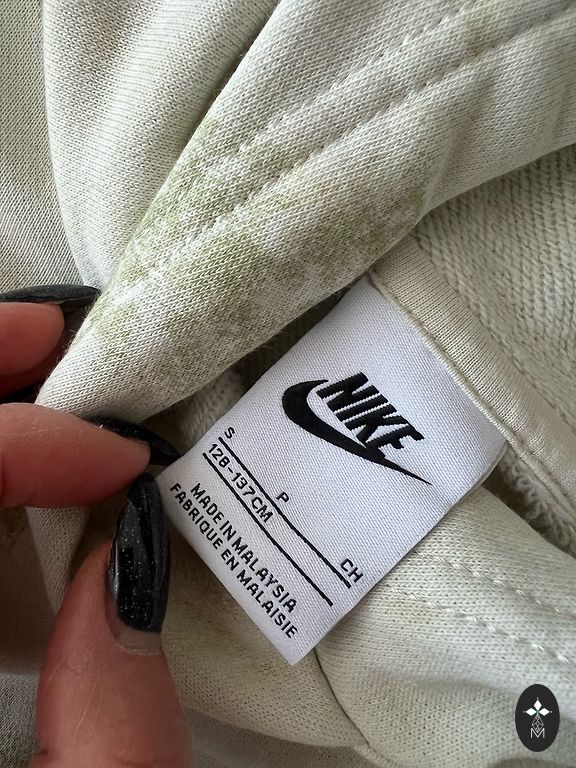 NIKE
S P CH
128-137CM
MADE IN MALAYSIA
FABRIQUE EN MALAISIE
M